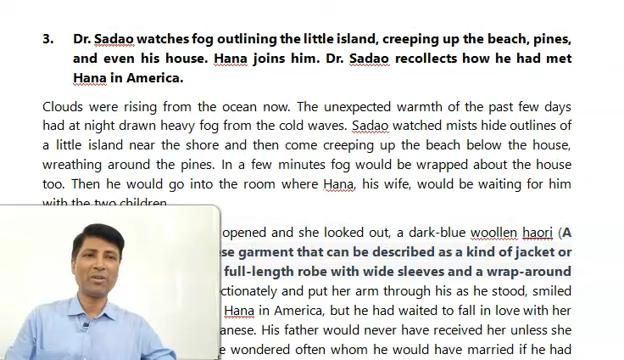 3. Dr. Sadao watches fog outlining the little island, creeping up the beach, pines,
and even his house. Hana joins him. Dr. Sadao recollects how he had met
Hana in America.
Clouds were rising from the ocean now. The unexpected warmth of the past few days
had at night drawn heavy fog from the cold waves. Sadao watched mists hide outlines of
a little island near the shore and then come creeping up the beach below the house,
wreathing around the pines. In a few minutes fog would be wrapped about the house
too. Then he would go into the room where Hana, his wife, would be waiting for him
with the two children.
opened and she looked out, a dark-blue woollen haori (A
se garment that can be described as a kind of jacket or
full-length robe with wide sleeves and a wrap-around
ctionately and put her arm through his as he stood, smiled
Hana in America, but he had waited to fall in love with her
anese. His father would never have received her unless she
e wondered often whom he would have married if he had